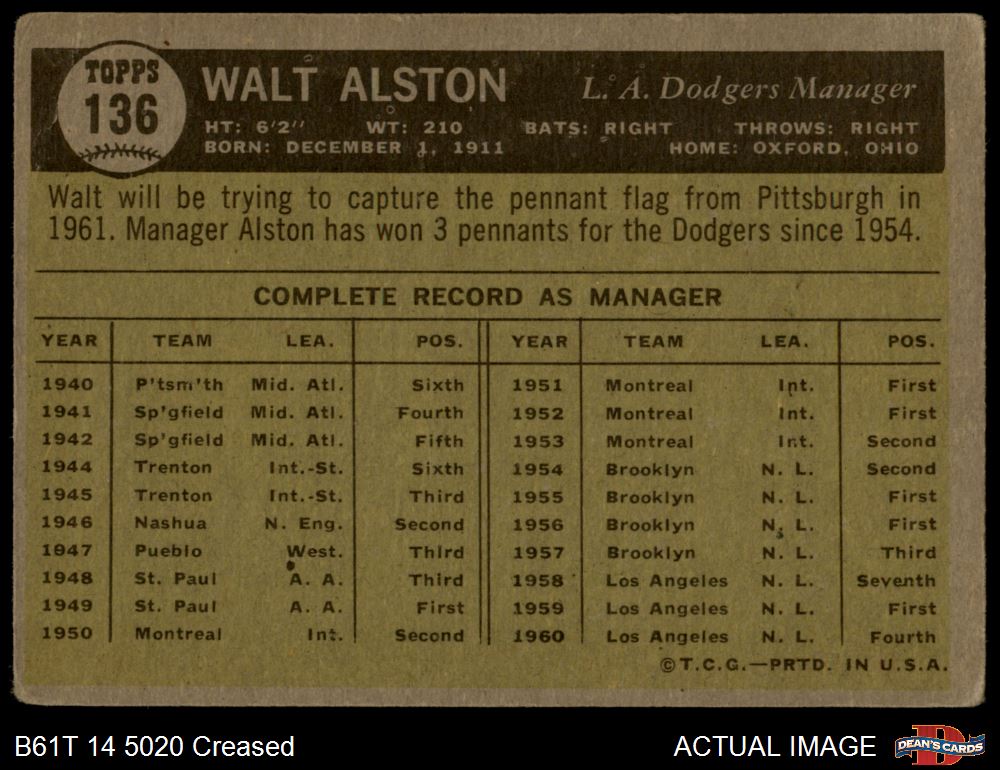 TOPPS
136
WALT ALSTON L. A. Dodgers Manager
HT: 6'2" WT: 210 BATS: RIGHT THROWS: RIGHT
BORN: DECEMBER 1, 1911 HOME: OXFORD, OHIO
Walt will be trying to capture the pennant flag from Pittsburgh in
1961. Manager Alston has won 3 pennants for the Dodgers since 1954.
COMPLETE RECORD AS MANAGER
YEAR TEAM LEA. POS. YEAR TEAM LEA. POS.
1940 P'tsm'th Mid. Atl. Sixth 1951 Montreal Int. First
1941 Sp'gfield Mid. Atl. Fourth 1952 Montreal Int. First
1942 Sp'gfield Mid. Atl. Fifth 1953 Montreal Int. Second
1944 Trenton Int.-St. Sixth 1954 Brooklyn N. L. Second
1945 Trenton Int.-St. Third 1955 Brooklyn N. L. First
1946 Nashua N. Eng. Second 1956 Brooklyn N. L. First
1947 Pueblo West. Third 1957 Brooklyn N. L. Third
1948 St. Paul A. A. Third 1958 Los Angeles N. L. Seventh
1949 St. Paul A. A. First 1959 Los Angeles N. L. First
1950 Montreal Int. Second 1960 Los Angeles N. L. Fourth
©T.C.G.—PRTD. IN U.S.A.
B61T 14 5020 Creased ACTUAL IMAGE D DEAN'S CARDS